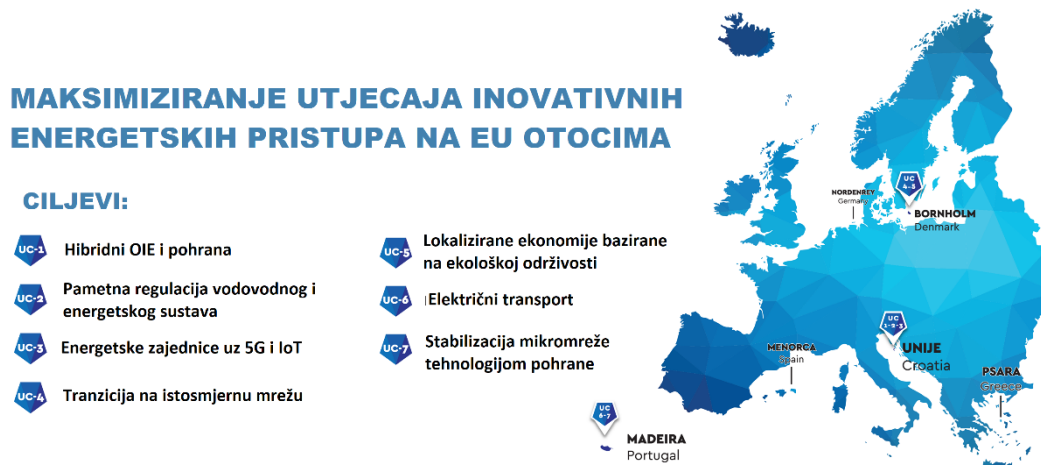 MAKSIMIZIRANJE UTJECAJA INOVATIVNIH
ENERGETSKIH PRISTUPA NA EU OTOCIMA
CILJEVI:
UC-1 Hibridni OIE i pohrana
UC-2 Pametna regulacija vodovodnog i
energetskog sustava
UC-3 Energetske zajednice uz 5G i IoT
UC-4 Tranzicija na istosmjernu mrežu
UC-5 Lokalizirane ekonomije bazirane
na ekološkoj održivosti
UC-6 Električni transport
UC-7 Stabilizacija mikromreže
tehnologijom pohrane
NORDENREY
Germany
UC
4-5
BORNHOLM
Denmark
UC
1-2-3
UNIJE
Croatia
MENORCA
Spain
PSARA
Greece
UC
6-7
MADEIRA
Portugal